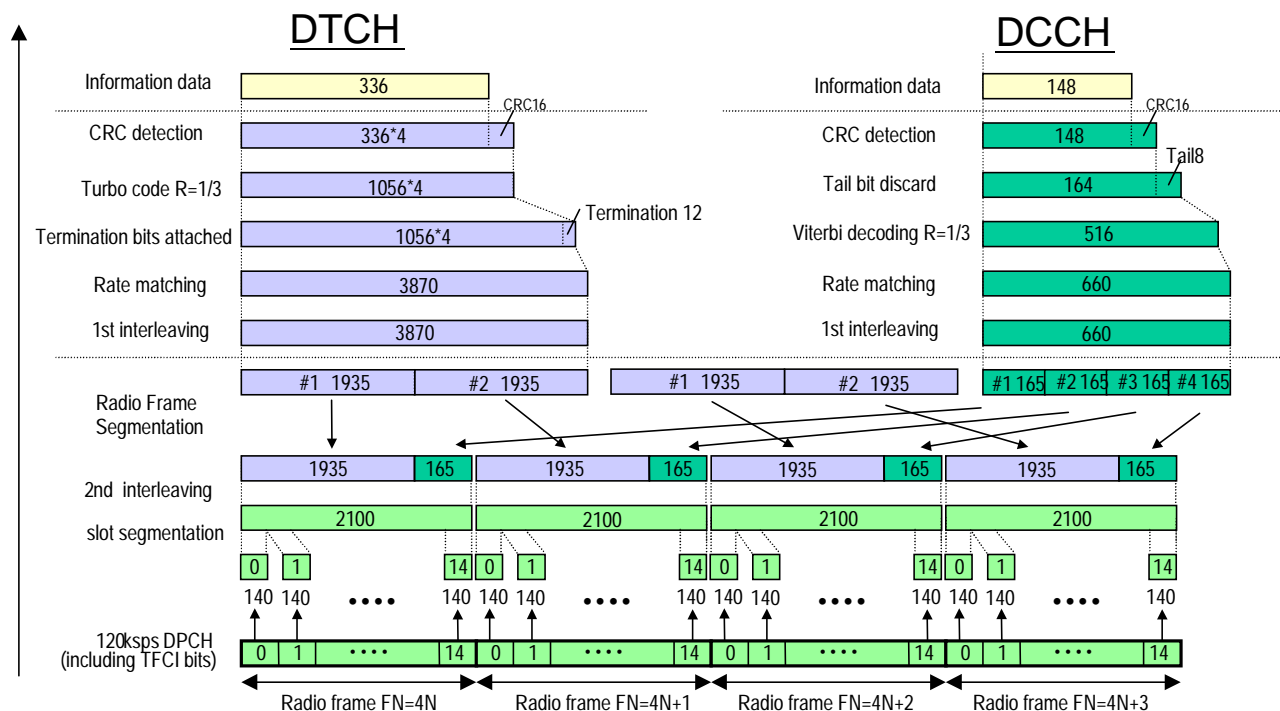 DTCH
DCCH
Information data
336
CRC16
CRC detection
336*4
Turbo code R=1/3
1056*4
Termination 12
Termination bits attached
1056*4
Rate matching
3870
1st interleaving
3870
Information data
148
CRC16
CRC detection
148
Tail8
Tail bit discard
164
Viterbi decoding R=1/3
516
Rate matching
660
1st interleaving
660
Radio Frame
Segmentation
#1 1935 #2 1935 #1 1935 #2 1935 #1 165 #2 165 #3 165 #4 165
1935 165 1935 165 1935 165 1935 165
2nd interleaving
2100 2100 2100 2100
slot segmentation
0 1 14 0 1 14 0 1 14 0 1 14
140 140 •••• 140 140 140 •••• 140 140 140 •••• 140 140 140 •••• 140
120ksps DPCH
(including TFCI bits)
0 1 •••• 14 0 1 •••• 14 0 1 •••• 14 0 1 •••• 14
Radio frame FN=4N Radio frame FN=4N+1 Radio frame FN=4N+2 Radio frame FN=4N+3